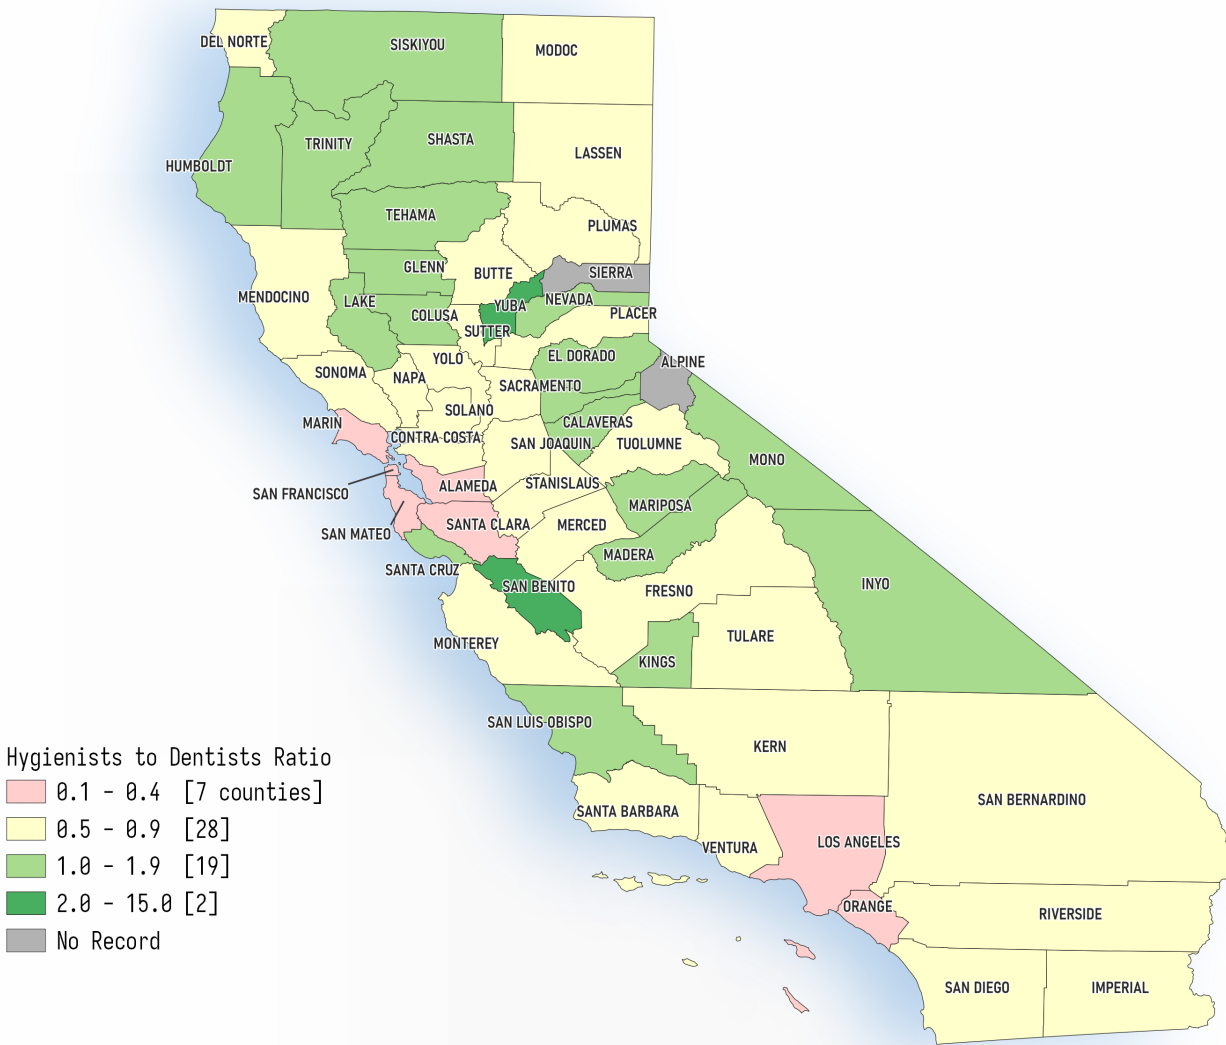 DEL NORTE
SISKIYOU
MODOC
HUMBOLDT
TRINITY
SHASTA
LASSEN
TEHAMA
PLUMAS
GLENN
BUTTE
SIERRA
MENDOCINO
LAKE
COLUSA
YUBA
NEVADA
SUTTER
PLACER
YOLO
EL DORADO
ALPINE
SONOMA
NAPA
SACRAMENTO
SOLANO
MARIN
CONTRA COSTA
CALAVERAS
SAN JOAQUIN
TUOLUMNE
MONO
SAN FRANCISCO
ALAMEDA
STANISLAUS
SAN MATEO
SANTA CLARA
MERCED
MARIPOSA
SANTA CRUZ
SAN BENITO
MADERA
FRESNO
INYO
MONTEREY
KINGS
TULARE
SAN LUIS OBISPO
KERN
SANTA BARBARA
VENTURA
LOS ANGELES
SAN BERNARDINO
ORANGE
RIVERSIDE
SAN DIEGO
IMPERIAL
Hygienists to Dentists Ratio
0.1 - 0.4 [7 counties]
0.5 - 0.9 [28]
1.0 - 1.9 [19]
2.0 - 15.0 [2]
No Record